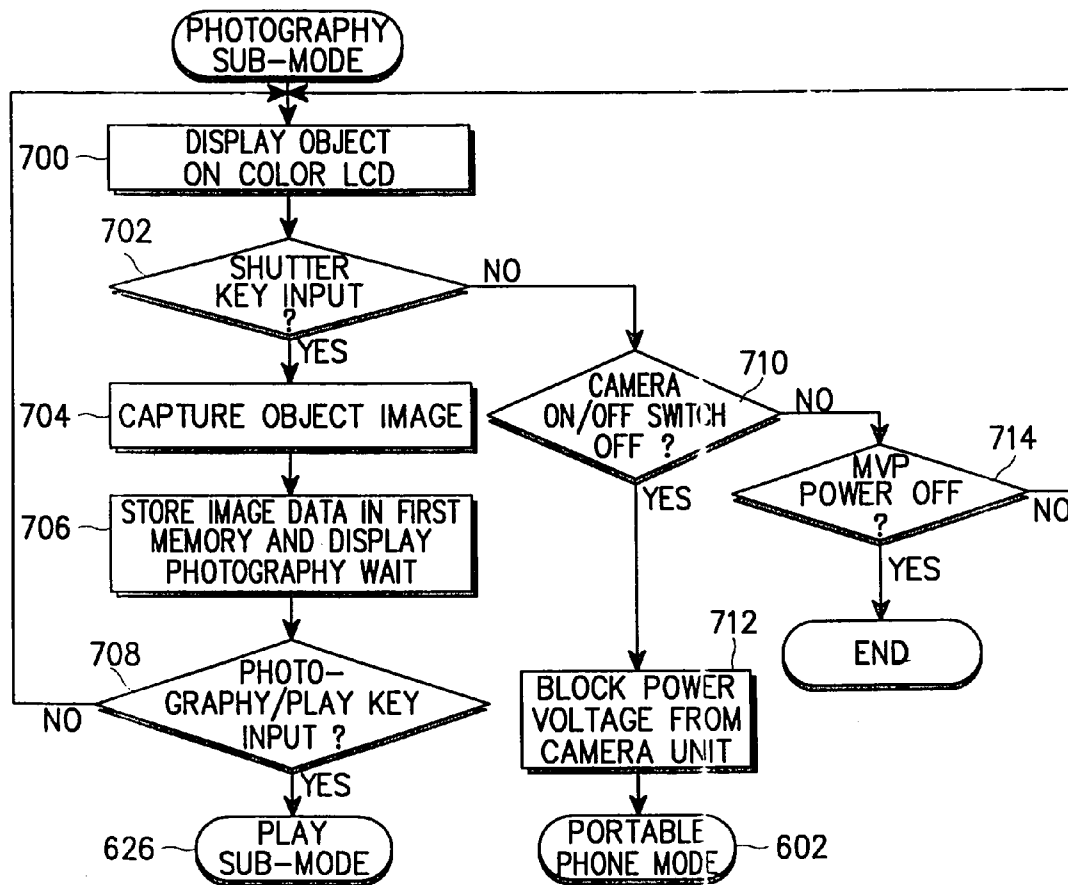 PHOTOGRAPHY
SUB-MODE
700
DISPLAY OBJECT
ON COLOR LCD
702
SHUTTER
KEY INPUT
?
NO
YES
704
CAPTURE OBJECT IMAGE
706
STORE IMAGE DATA IN FIRST
MEMORY AND DISPLAY
PHOTOGRAPHY WAIT
708
PHOTO-
GRAPHY/PLAY KEY
INPUT ?
NO
YES
626
PLAY
SUB-MODE
710
CAMERA
ON/OFF SWITCH
OFF ?
NO
YES
712
BLOCK POWER
VOLTAGE FROM
CAMERA UNIT
PORTABLE
PHONE MODE
602
714
MVP
POWER OFF
?
NO
YES
END